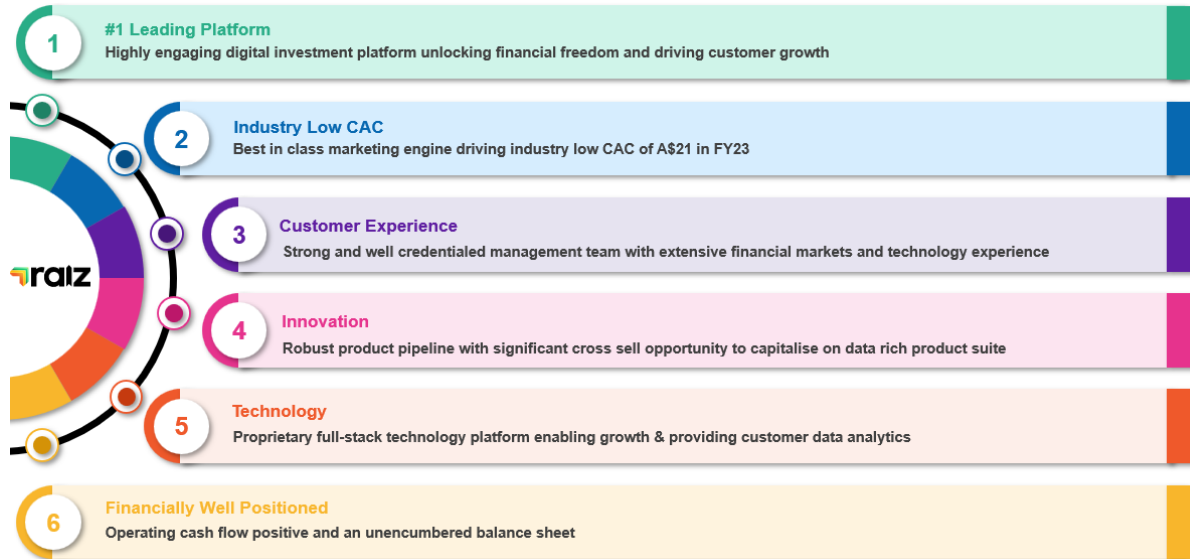 1
#1 Leading Platform
Highly engaging digital investment platform unlocking financial freedom and driving customer growth
2
Industry Low CAC
Best in class marketing engine driving industry low CAC of A$21 in FY23
3
Customer Experience
Strong and well credentialed management team with extensive financial markets and technology experience
raiz
4
Innovation
Robust product pipeline with significant cross sell opportunity to capitalise on data rich product suite
5
Technology
Proprietary full-stack technology platform enabling growth & providing customer data analytics
6
Financially Well Positioned
Operating cash flow positive and an unencumbered balance sheet